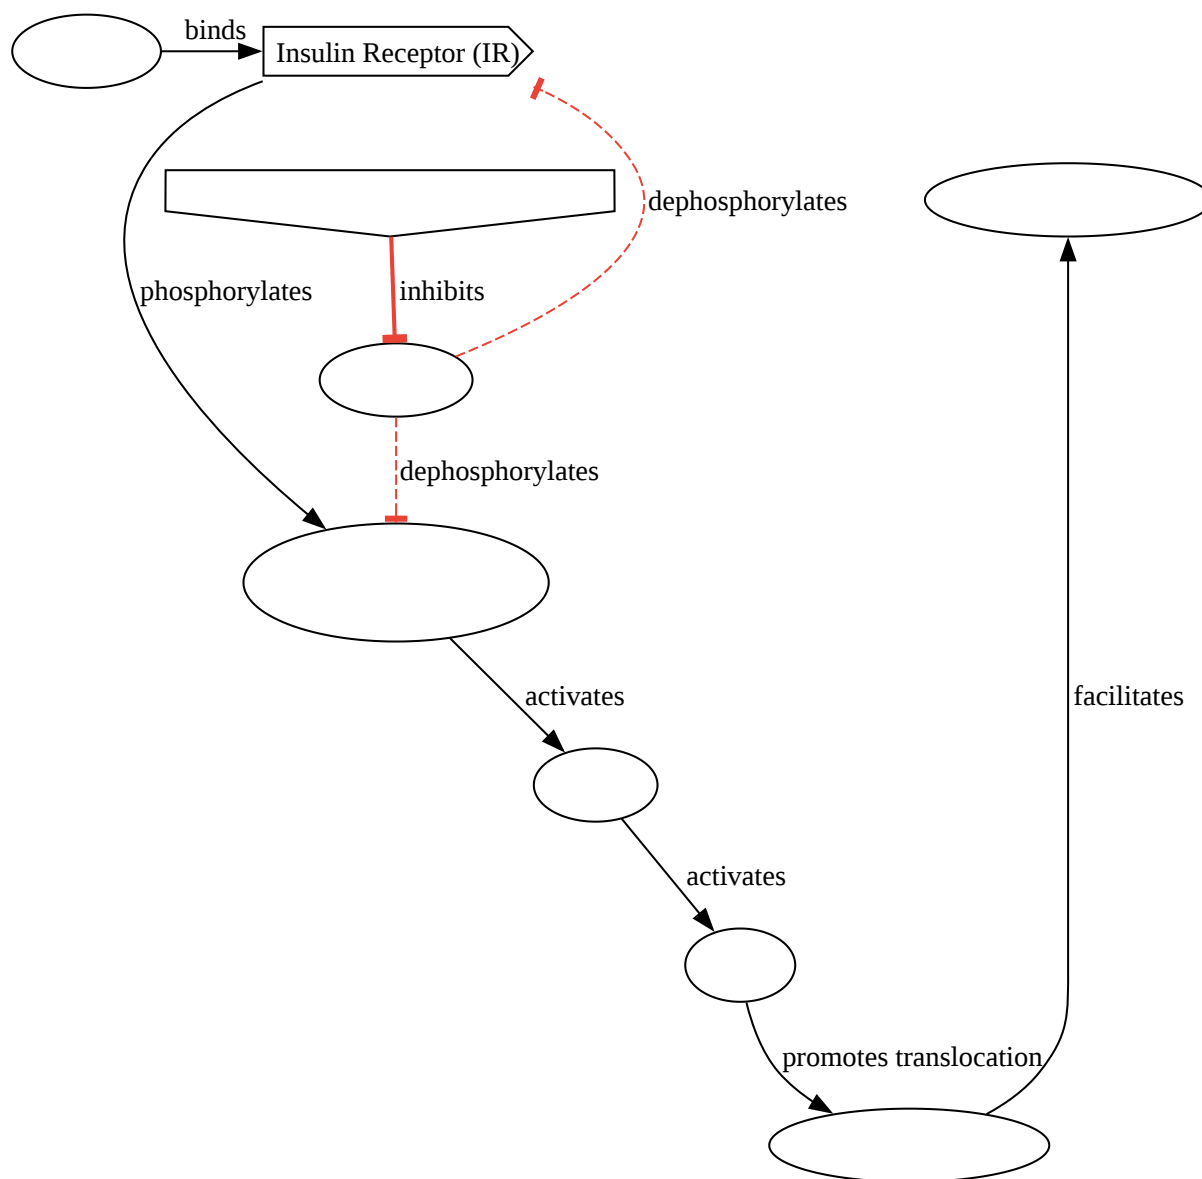 binds
Insulin Receptor (IR)
dephosphorylates
phosphorylates
inhibits
dephosphorylates
activates
facilitates
activates
promotes translocation